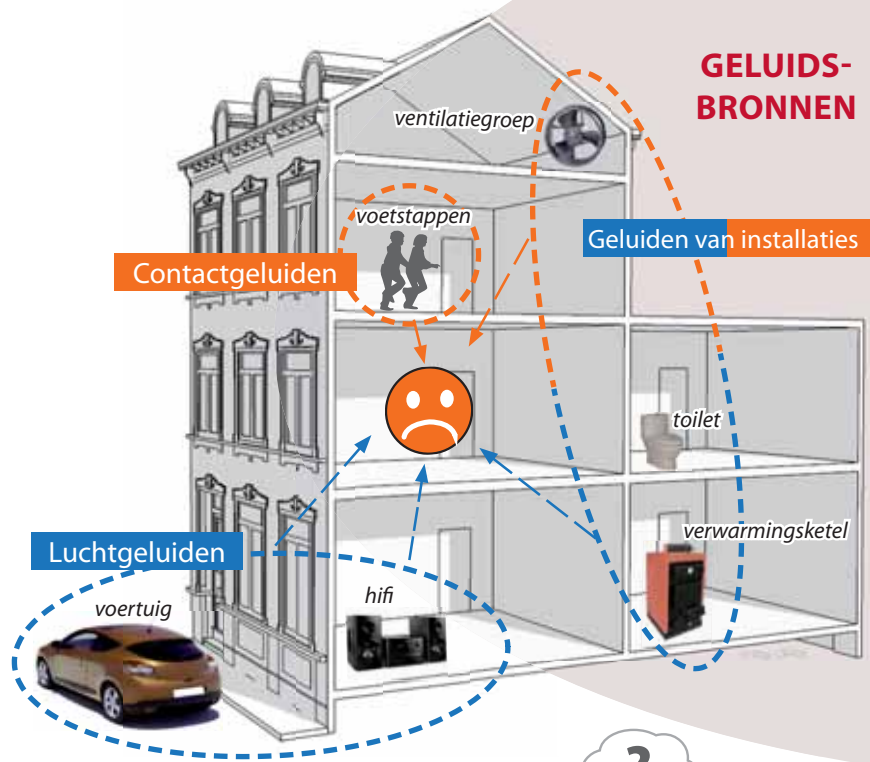 GELUIDS-
BRONNEN
ventilatiegroep
voetstappen
Geluiden van installaties
Contactgeluiden
toilet
verwarmingsketel
Luchtgeluiden
voertuig
hifi
?